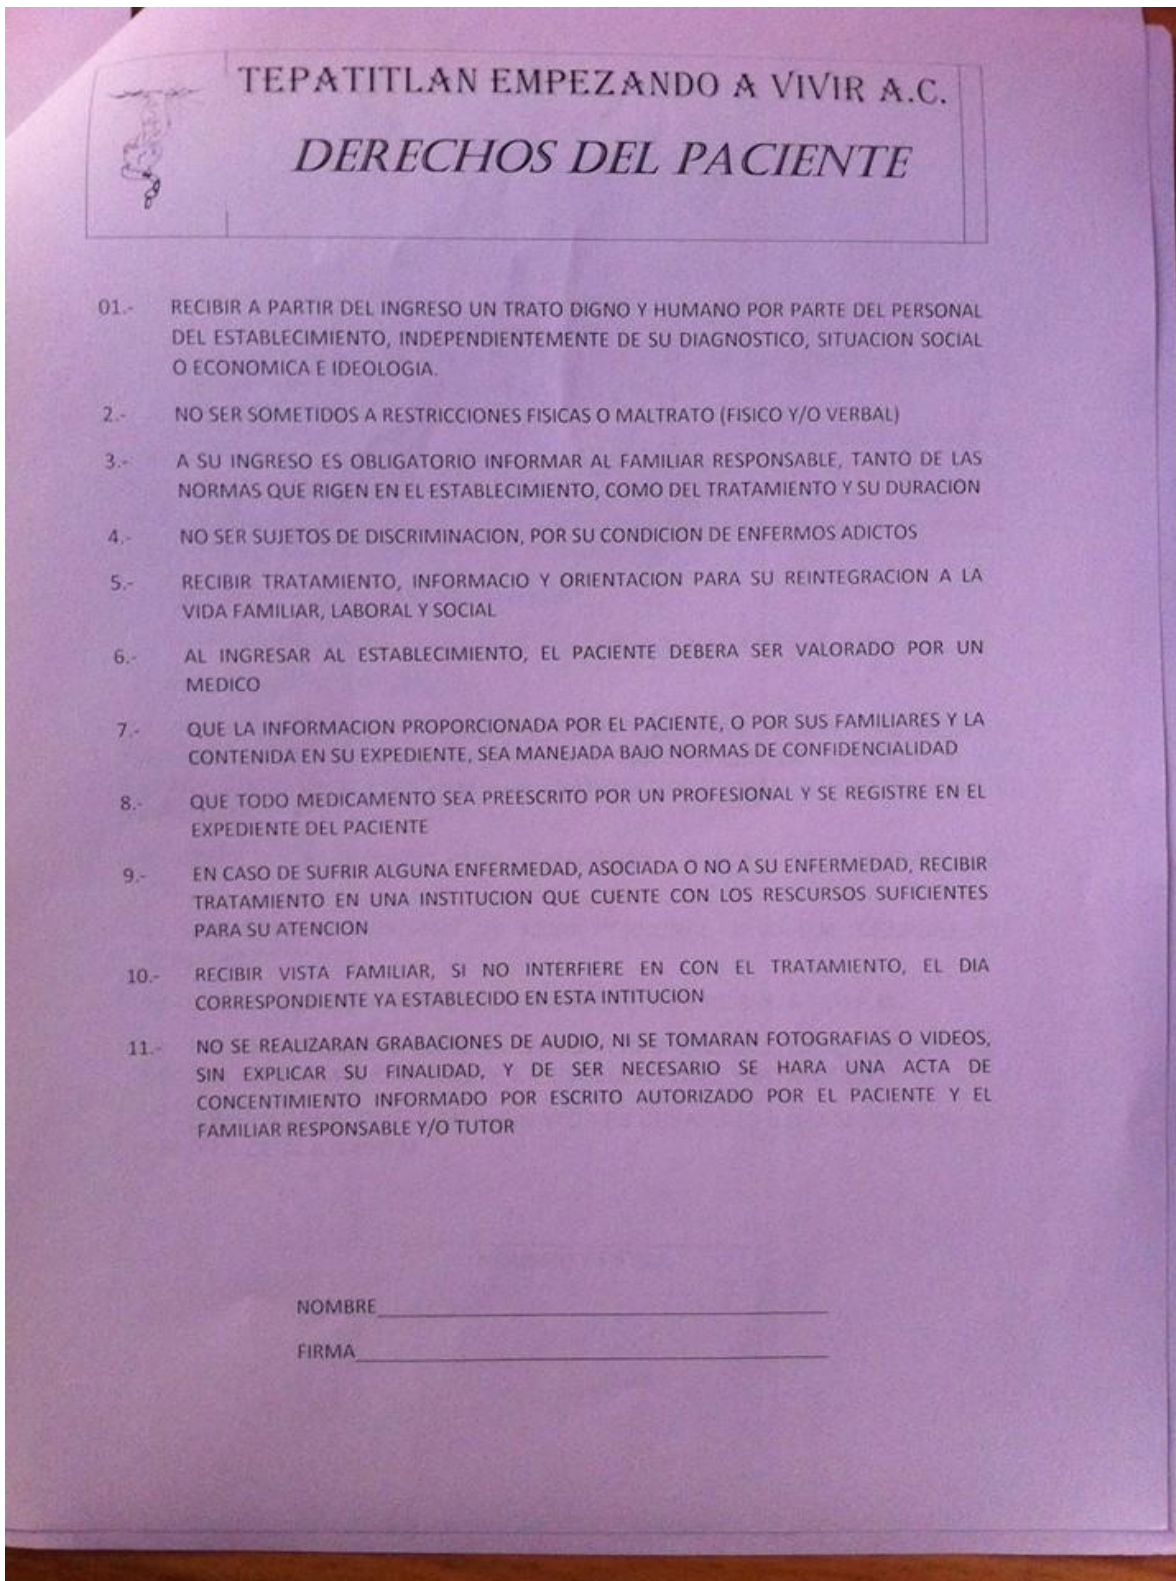 TEPATITLAN EMPEZANDO A VIVIR A.C.
DERECHOS DEL PACIENTE
01.- RECIBIR A PARTIR DEL INGRESO UN TRATO DIGNO Y HUMANO POR PARTE DEL PERSONAL
DEL ESTABLECIMIENTO, INDEPENDIENTEMENTE DE SU DIAGNOSTICO, SITUACION SOCIAL
O ECONOMICA E IDEOLOGIA.
2.- NO SER SOMETIDOS A RESTRICCIONES FISICAS O MALTRATO (FISICO Y/O VERBAL)
3.- A SU INGRESO ES OBLIGATORIO INFORMAR AL FAMILIAR RESPONSABLE, TANTO DE LAS
NORMAS QUE RIGEN EN EL ESTABLECIMIENTO, COMO DEL TRATAMIENTO Y SU DURACION
4.- NO SER SUJETOS DE DISCRIMINACION, POR SU CONDICION DE ENFERMOS ADICTOS
5.- RECIBIR TRATAMIENTO, INFORMACIO Y ORIENTACION PARA SU REINTEGRACION A LA
VIDA FAMILIAR, LABORAL Y SOCIAL
6.- AL INGRESAR AL ESTABLECIMIENTO, EL PACIENTE DEBERA SER VALORADO POR UN
MEDICO
7.- QUE LA INFORMACION PROPORCIONADA POR EL PACIENTE, O POR SUS FAMILIARES Y LA
CONTENIDA EN SU EXPEDIENTE, SEA MANEJADA BAJO NORMAS DE CONFIDENCIALIDAD
8.- QUE TODO MEDICAMENTO SEA PREESCRITO POR UN PROFESIONAL Y SE REGISTRE EN EL
EXPEDIENTE DEL PACIENTE
9.- EN CASO DE SUFRIR ALGUNA ENFERMEDAD, ASOCIADA O NO A SU ENFERMEDAD, RECIBIR
TRATAMIENTO EN UNA INSTITUCION QUE CUENTE CON LOS RESCURSOS SUFICIENTES
PARA SU ATENCION
10.- RECIBIR VISTA FAMILIAR, SI NO INTERFIERE EN CON EL TRATAMIENTO, EL DIA
CORRESPONDIENTE YA ESTABLECIDO EN ESTA INTITUCION
11.- NO SE REALIZARAN GRABACIONES DE AUDIO, NI SE TOMARAN FOTOGRAFIAS O VIDEOS,
SIN EXPLICAR SU FINALIDAD, Y DE SER NECESARIO SE HARA UNA ACTA DE
CONCENTIMIENTO INFORMADO POR ESCRITO AUTORIZADO POR EL PACIENTE Y EL
FAMILIAR RESPONSABLE Y/O TUTOR
NOMBRE
FIRMA